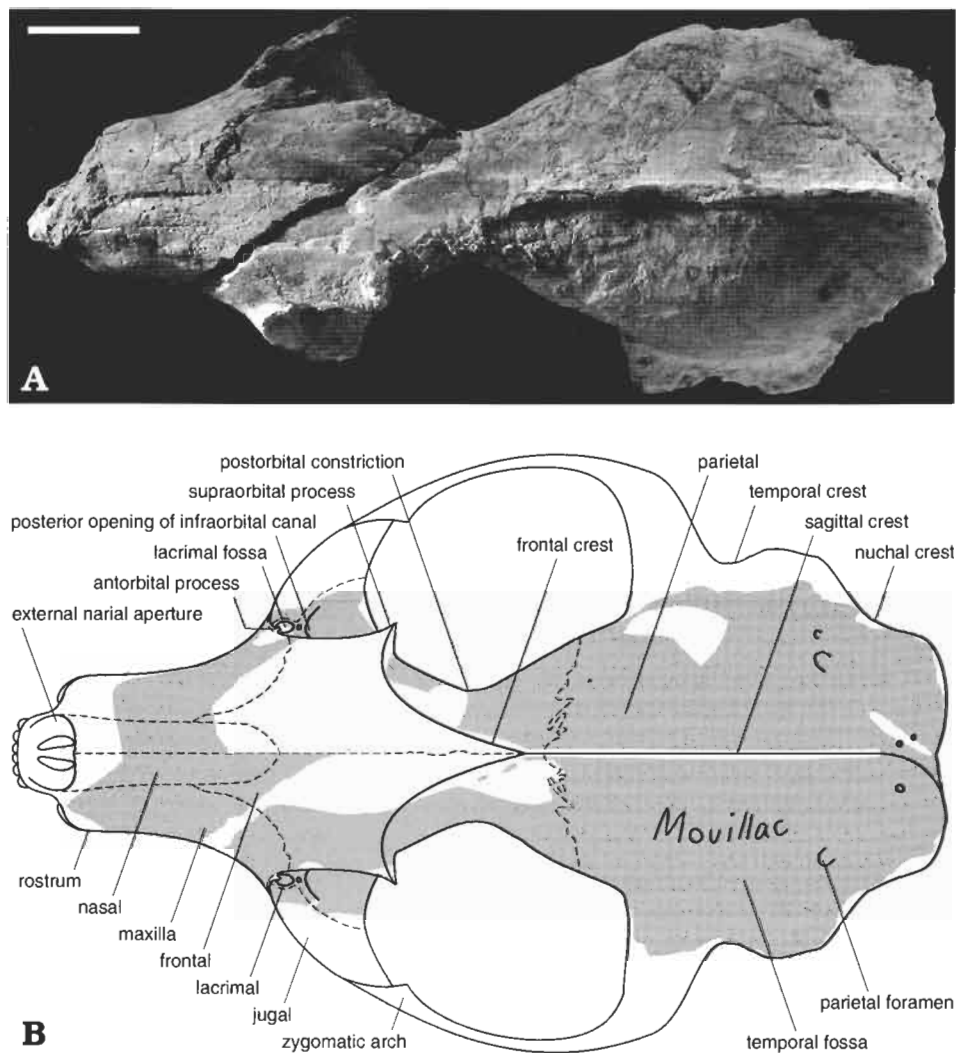 A
postorbital constriction
supraorbital process
posterior opening of infraorbital canal
lacrimal fossa
antorbital process
external narial aperture
frontal crest
parietal
temporal crest
sagittal crest
nuchal crest
Mouillac
rostrum
nasal
maxilla
frontal
lacrimal
jugal
zygomatic arch
parietal foramen
temporal fossa
B